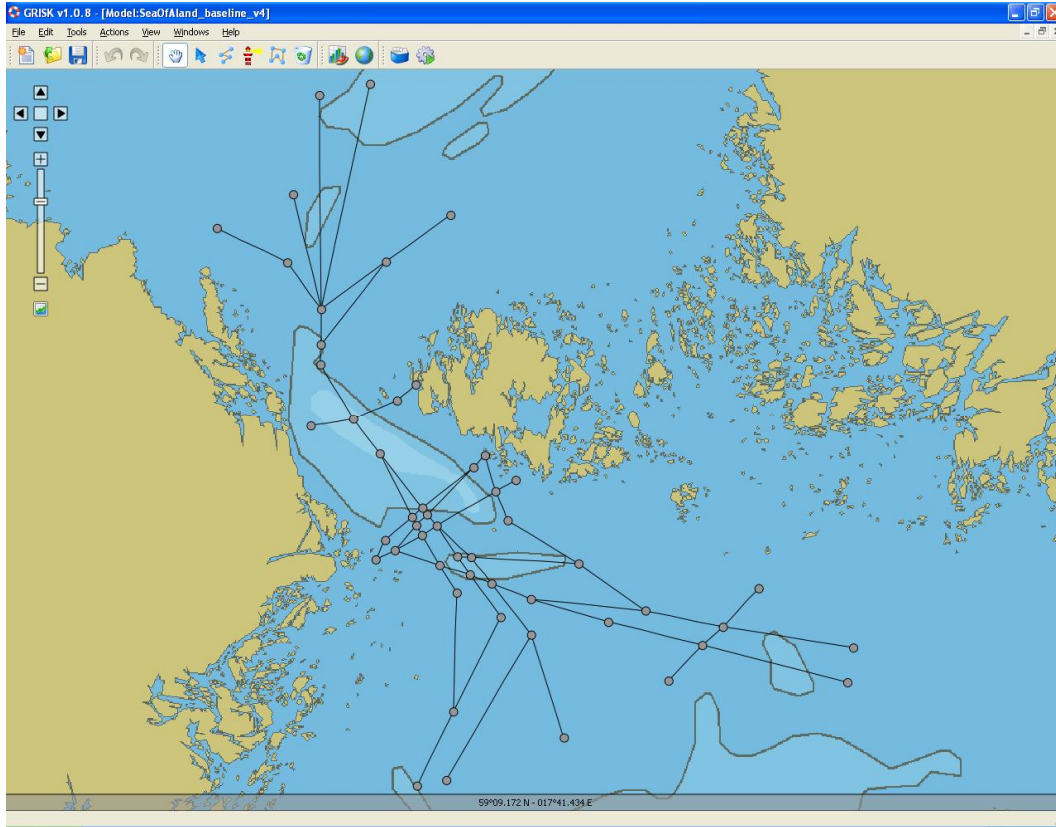 GRISK v1.0.8 - [Model:SeaOfAland_baseline_v4]
File Edit Tools Actions View Windows Help
59°09.172 N - 017°41.434 E